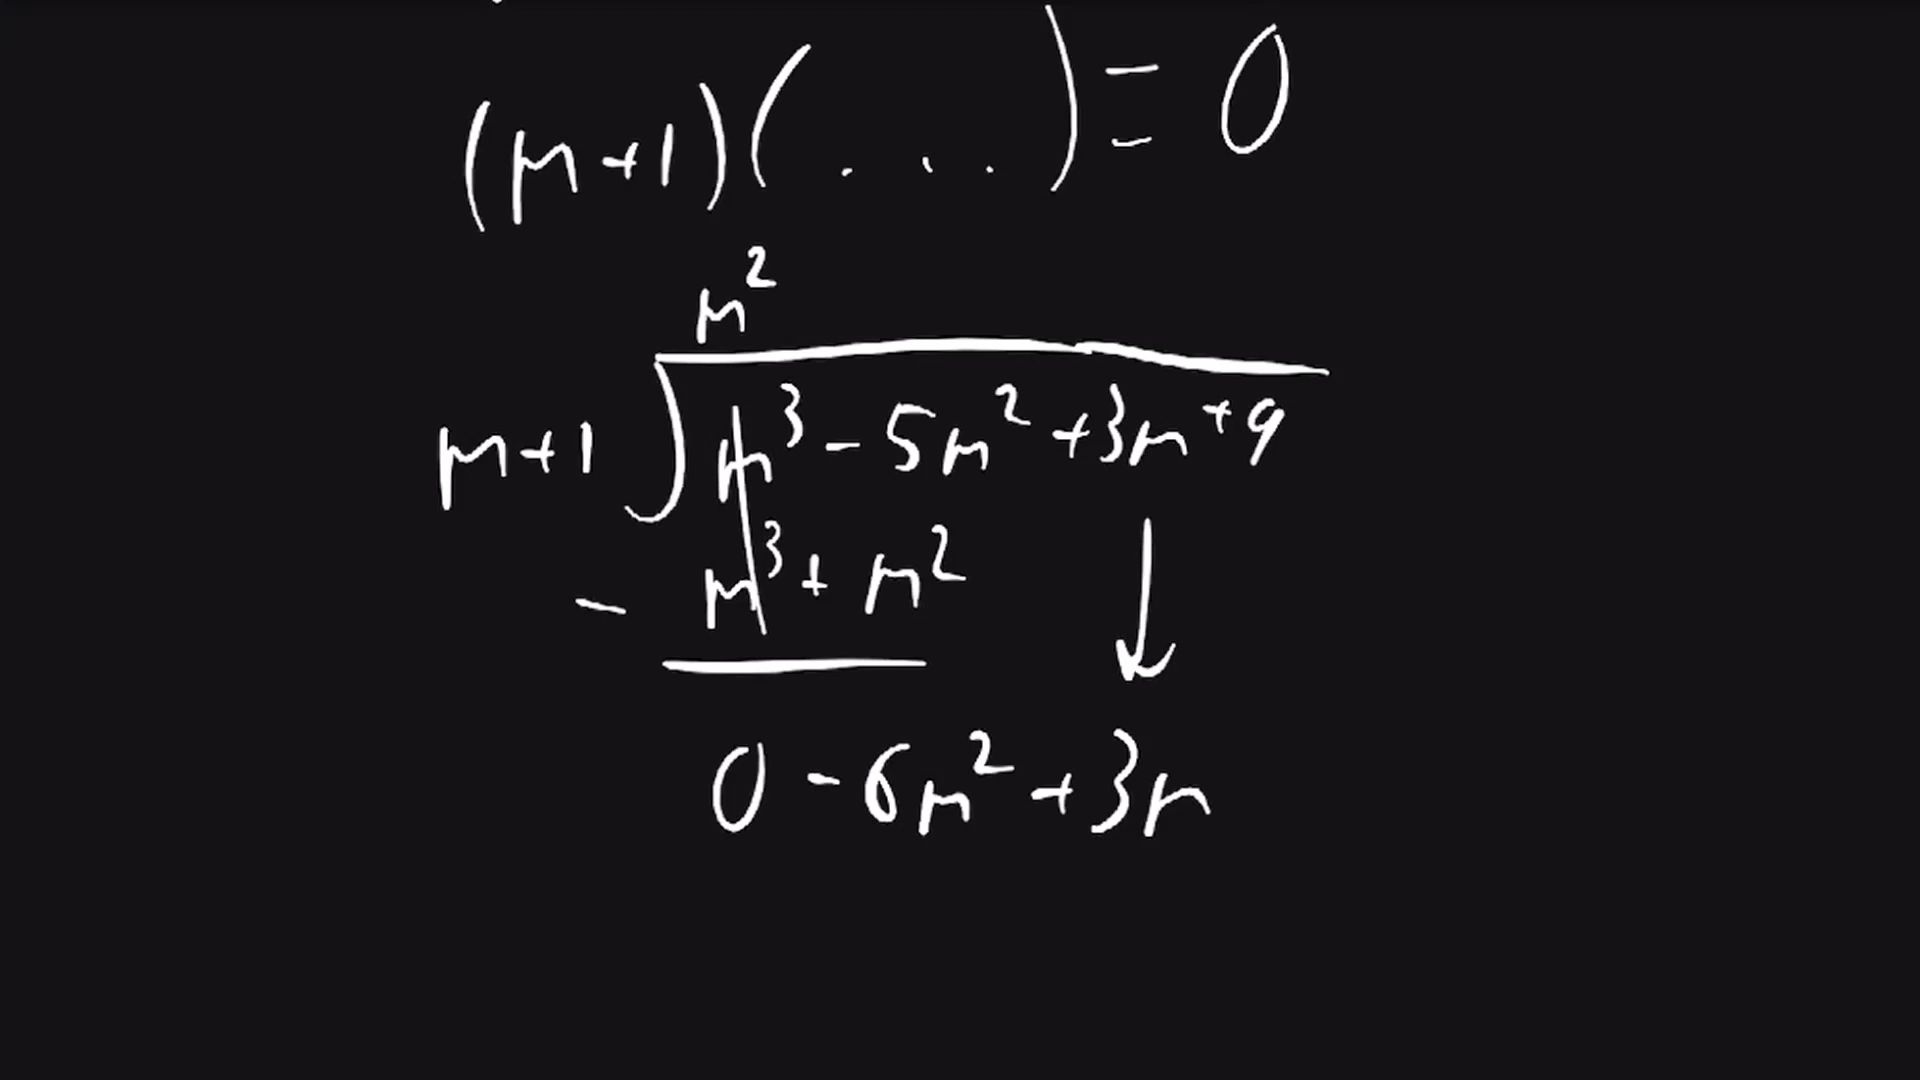 (m+1)(...) = 0
m²
m+1 ) m³ - 5m² + 3m + 9
- m³ + m²
0 - 6m² + 3m